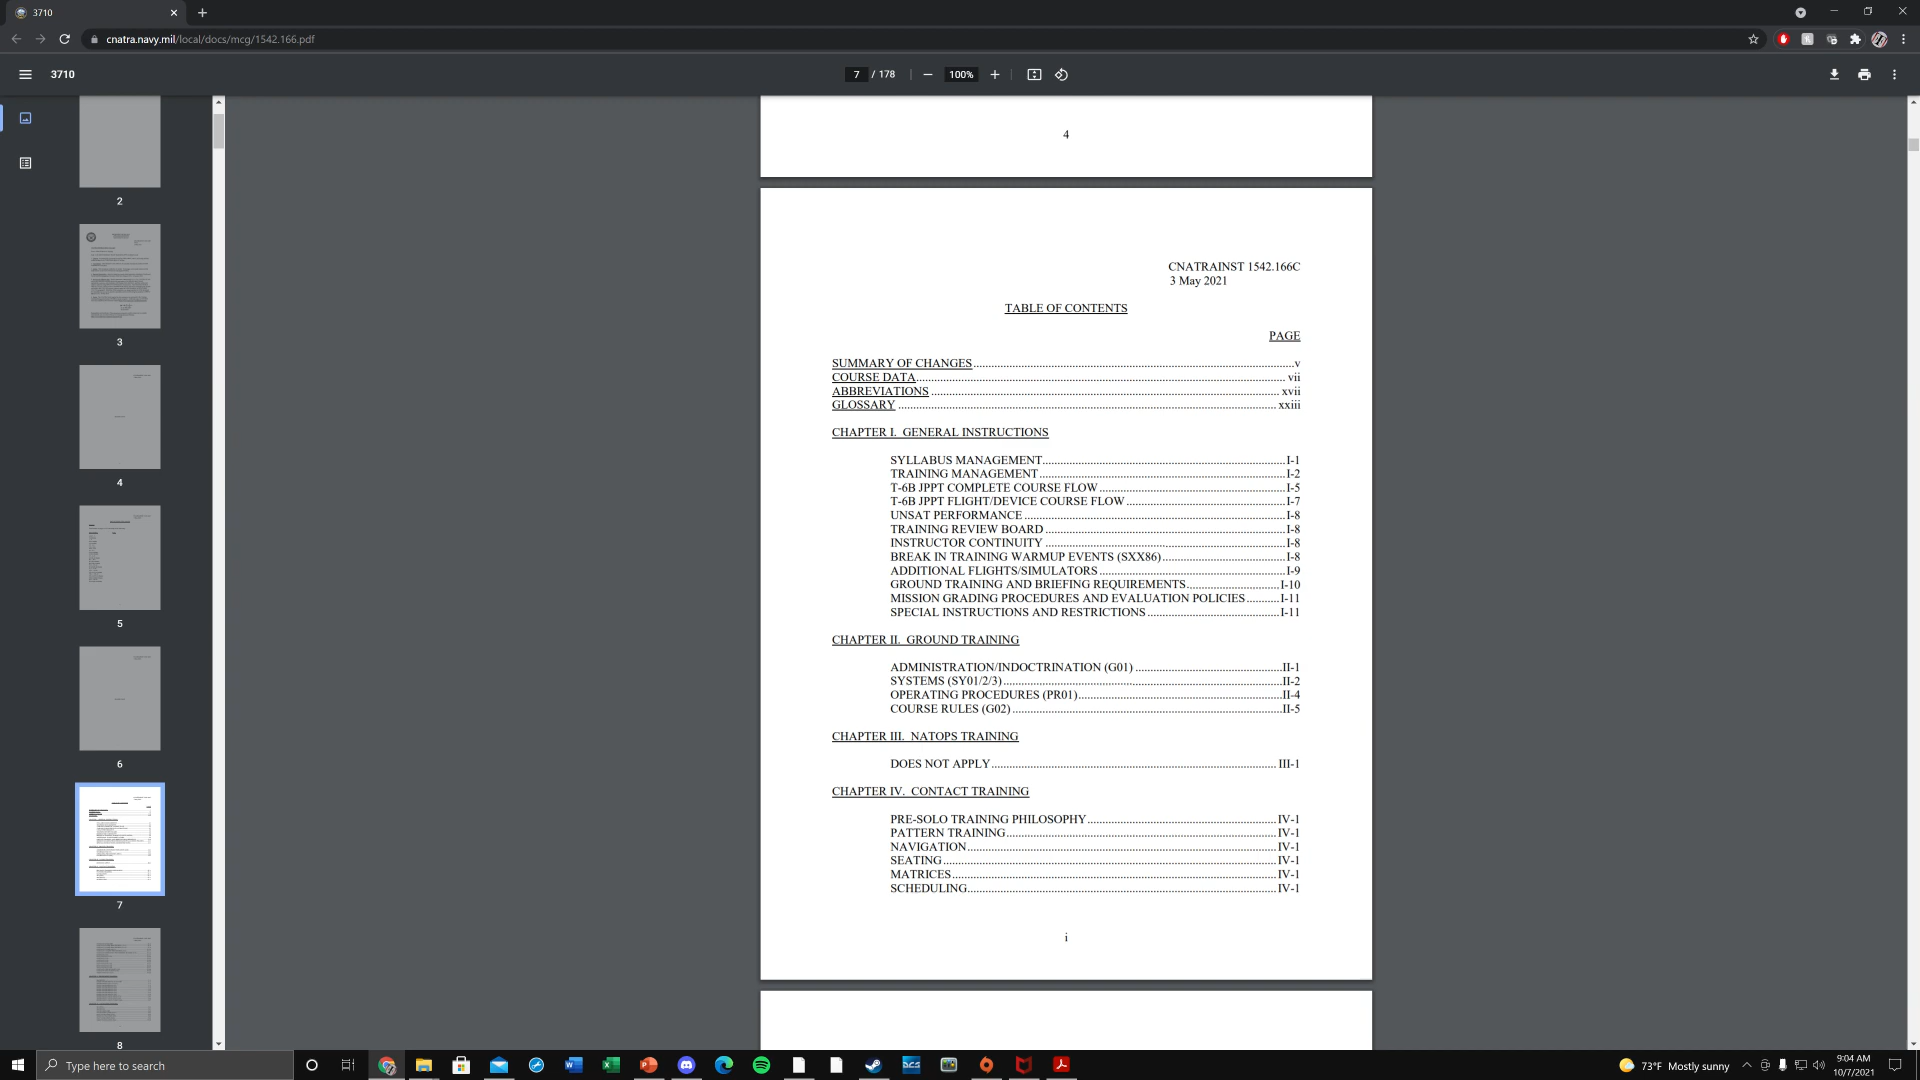 3710
cnatra.navy.mil/local/docs/mcg/1542.166.pdf
3710
7 / 178
100%
2
3
4
5
6
7
8
4
CNATRAINST 1542.166C
3 May 2021
TABLE OF CONTENTS
PAGE
SUMMARY OF CHANGES v
COURSE DATA vii
ABBREVIATIONS xvii
GLOSSARY xxiii
CHAPTER I. GENERAL INSTRUCTIONS
SYLLABUS MANAGEMENT I-1
TRAINING MANAGEMENT I-2
T-6B JPPT COMPLETE COURSE FLOW I-5
T-6B JPPT FLIGHT/DEVICE COURSE FLOW I-7
UNSAT PERFORMANCE I-8
TRAINING REVIEW BOARD I-8
INSTRUCTOR CONTINUITY I-8
BREAK IN TRAINING WARMUP EVENTS (SXX86) I-8
ADDITIONAL FLIGHTS/SIMULATORS I-9
GROUND TRAINING AND BRIEFING REQUIREMENTS I-10
MISSION GRADING PROCEDURES AND EVALUATION POLICIES I-11
SPECIAL INSTRUCTIONS AND RESTRICTIONS I-11
CHAPTER II. GROUND TRAINING
ADMINISTRATION/INDOCTRINATION (G01) II-1
SYSTEMS (SY01/2/3) II-2
OPERATING PROCEDURES (PR01) II-4
COURSE RULES (G02) II-5
CHAPTER III. NATOPS TRAINING
DOES NOT APPLY III-1
CHAPTER IV. CONTACT TRAINING
PRE-SOLO TRAINING PHILOSOPHY IV-1
PATTERN TRAINING IV-1
NAVIGATION IV-1
SEATING IV-1
MATRICES IV-1
SCHEDULING IV-1
i
Type here to search
73°F Mostly sunny
9:04 AM
10/7/2021